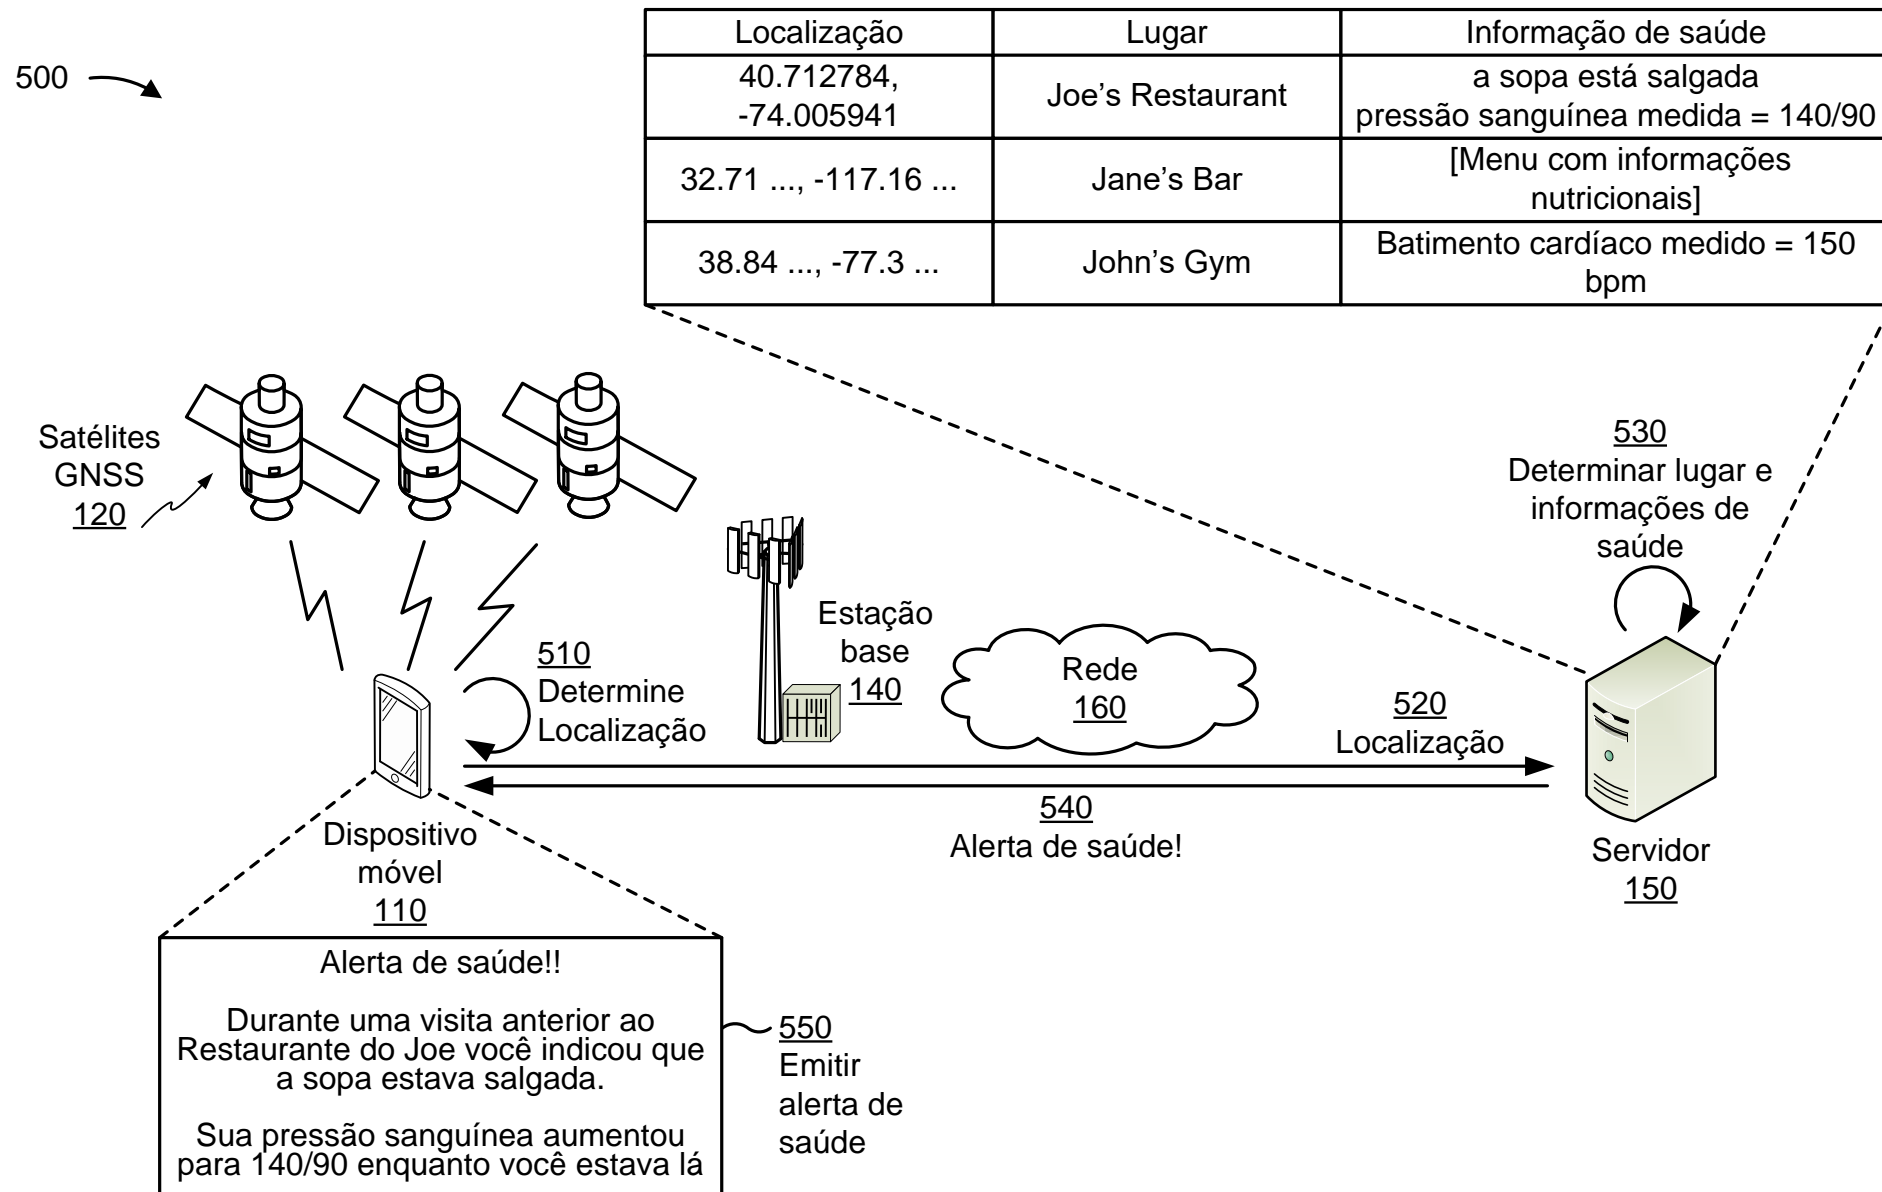 Localização
Lugar
Informação de saúde
500
40.712784,
-74.005941
Joe’s Restaurant
a sopa está salgada
pressão sanguínea medida = 140/90
32.71 ..., -117.16 ...
Jane’s Bar
[Menu com informações
nutricionais]
38.84 ..., -77.3 ...
John’s Gym
Batimento cardíaco medido = 150
bpm
Satélites
GNSS
120
530
Determinar lugar e
informações de
saúde
Estação
base
140
510
Determine
Localização
Rede
160
520
Localização
540
Alerta de saúde!
Dispositivo
móvel
110
Servidor
150
Alerta de saúde!!
Durante uma visita anterior ao
Restaurante do Joe você indicou que
a sopa estava salgada.
Sua pressão sanguínea aumentou
para 140/90 enquanto você estava lá
550
Emitir
alerta de
saúde